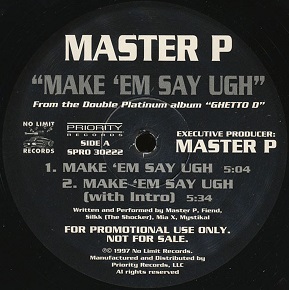 MASTER P
"MAKE 'EM SAY UGH"
From the Double Platinum album "GHETTO D"
NO LIMIT
RECORDS
PRIORITY
RECORDS
SIDE A
SPRO 30222
EXECUTIVE PRODUCER:
MASTER P
1. MAKE 'EM SAY UGH 5:04
2. MAKE 'EM SAY UGH
(with Intro) 5:34
Written and Performed by Master P, Fiend,
Silkk (The Shocker), Mia X, Mystikal
FOR PROMOTIONAL USE ONLY.
NOT FOR SALE.
℗©1997 No Limit Records.
Manufactured and Distributed by
Priority Records, LLC
All rights reserved